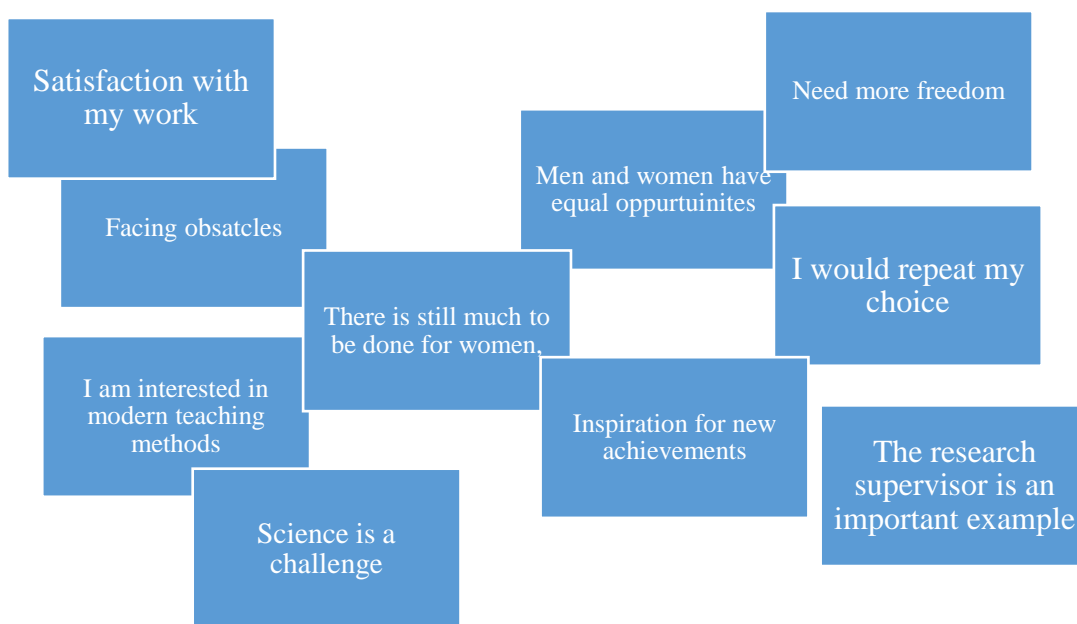 Satisfaction with
my work
Need more freedom
Men and women have
equal oppurtuinites
Facing obsatcles
I would repeat my
choice
There is still much to
be done for women,
I am interested in
modern teaching
methods
Inspiration for new
achievements
The research
supervisor is an
important example
Science is a
challenge